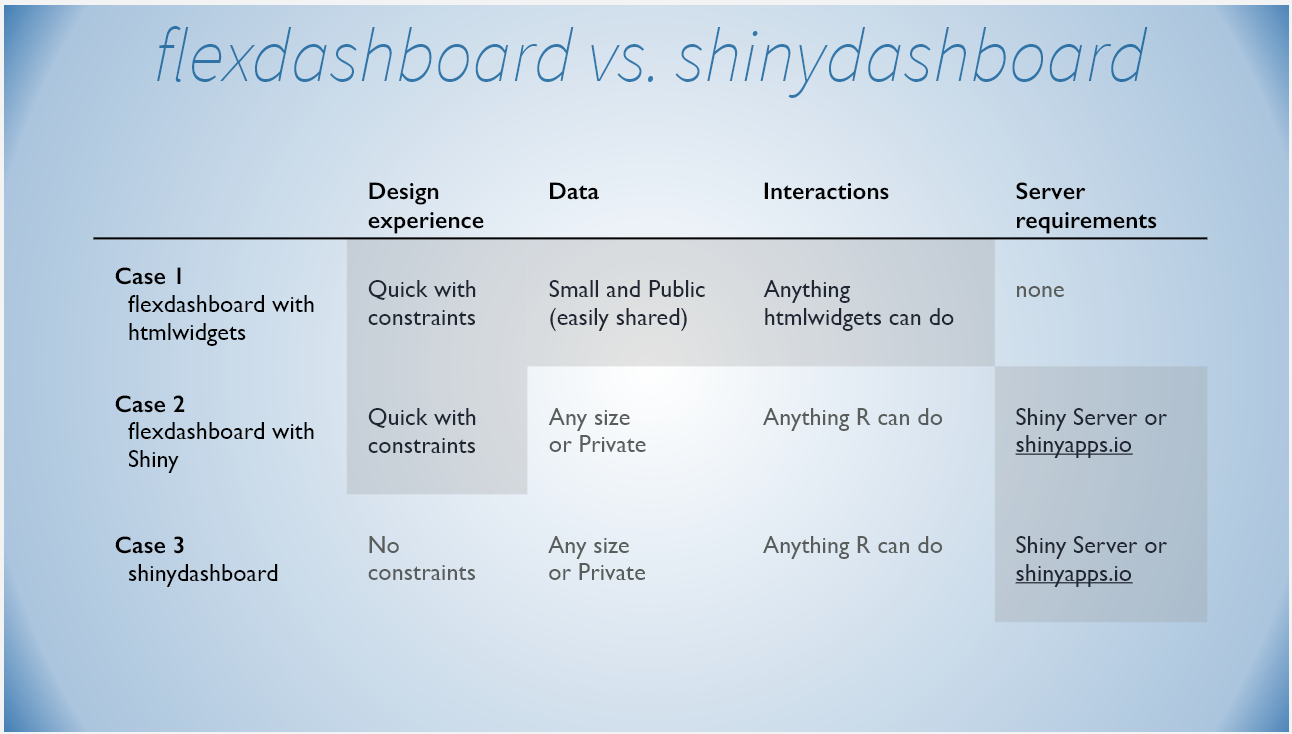 flexdashboard vs. shinydashboard
Design
experience
Data
Interactions
Server
requirements
Case 1
flexdashboard with
htmlwidgets
Quick with
constraints
Small and Public
(easily shared)
Anything
htmlwidgets can do
none
Case 2
flexdashboard with
Shiny
Quick with
constraints
Any size
or Private
Anything R can do
Shiny Server or
shinyapps.io
Case 3
shinydashboard
No
constraints
Any size
or Private
Anything R can do
Shiny Server or
shinyapps.io